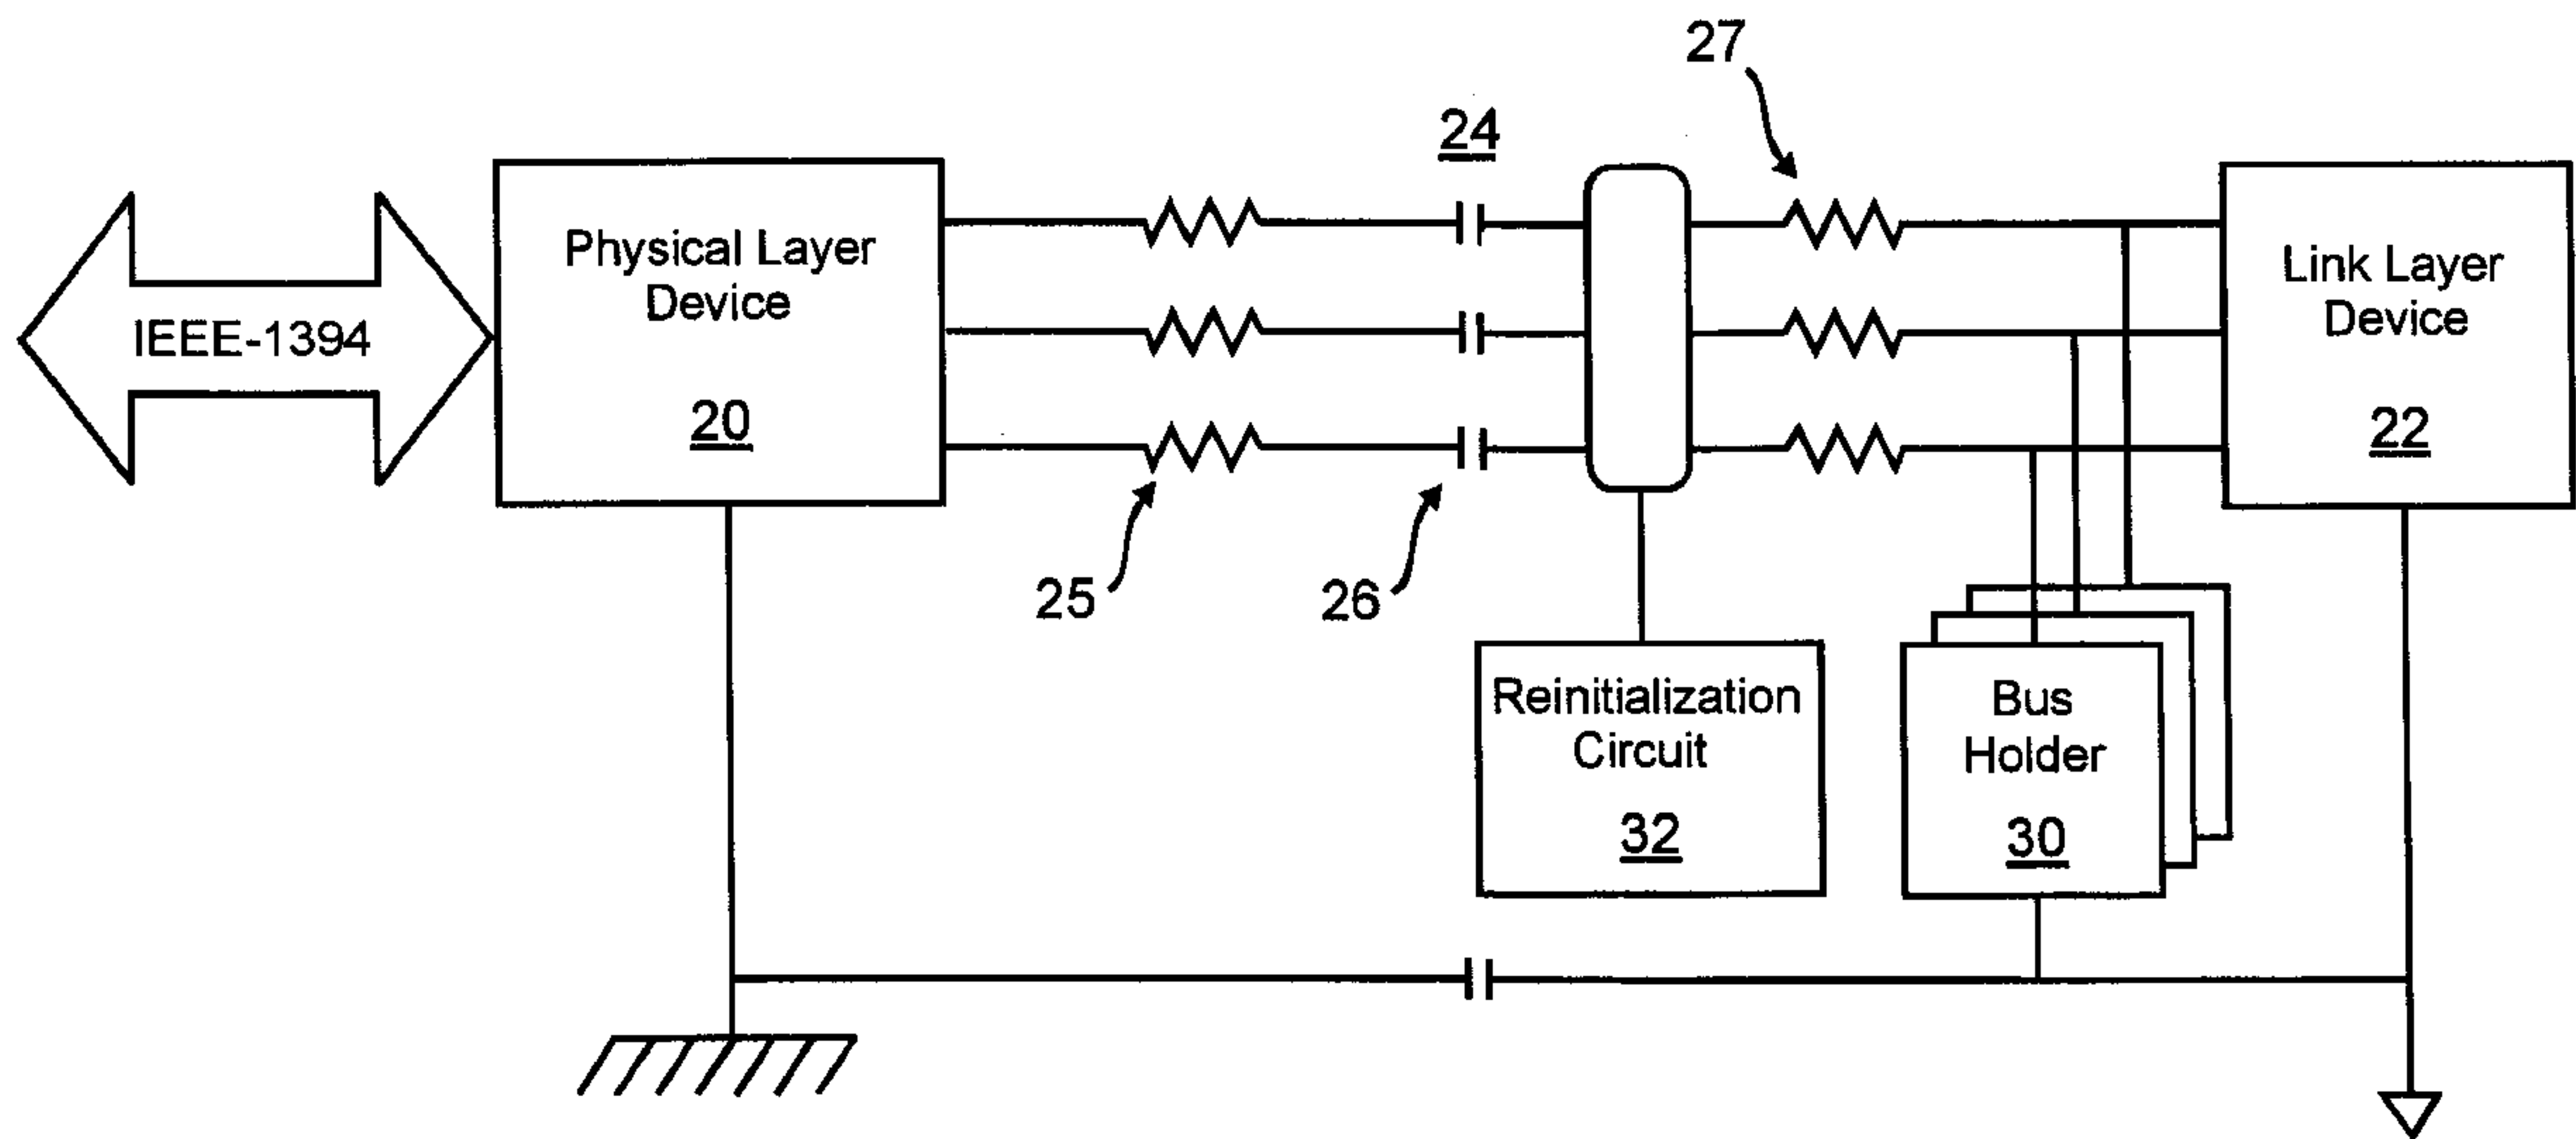 27
24
IEEE-1394
Physical Layer
Device
20
Link Layer
Device
22
25
26
Reinitialization
Circuit
32
Bus
Holder
30